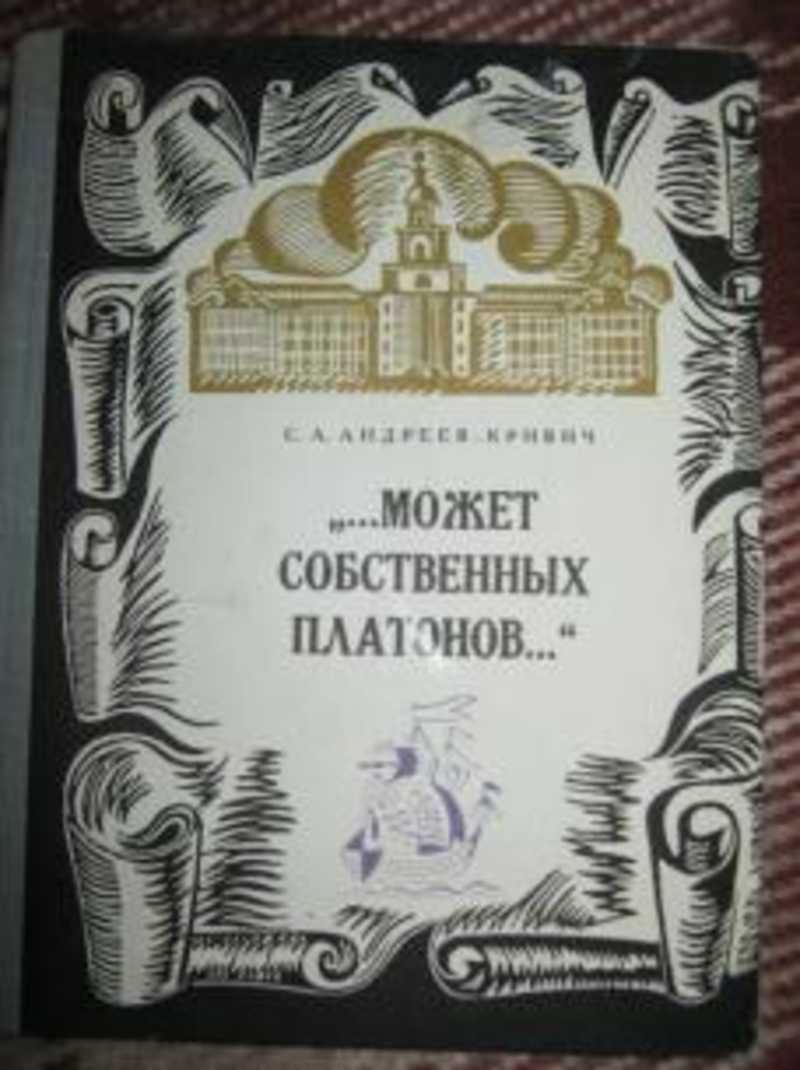 С. А. АНДРЕЕВ-КРИВИЧ
„...МОЖЕТ
СОБСТВЕННЫХ
ПЛАТОНОВ...“